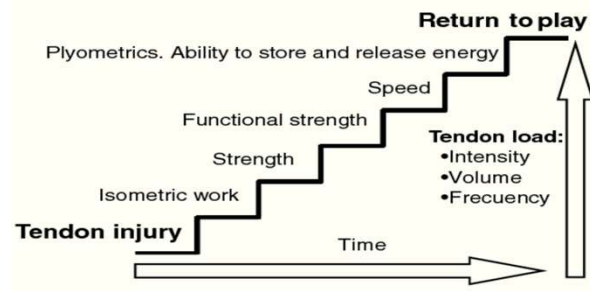 Return to play
Plyometrics. Ability to store and release energy
Speed
Functional strength
Tendon load:
•Intensity
Strength
•Volume
Isometric work
•Frecuency
Tendon injury
Time